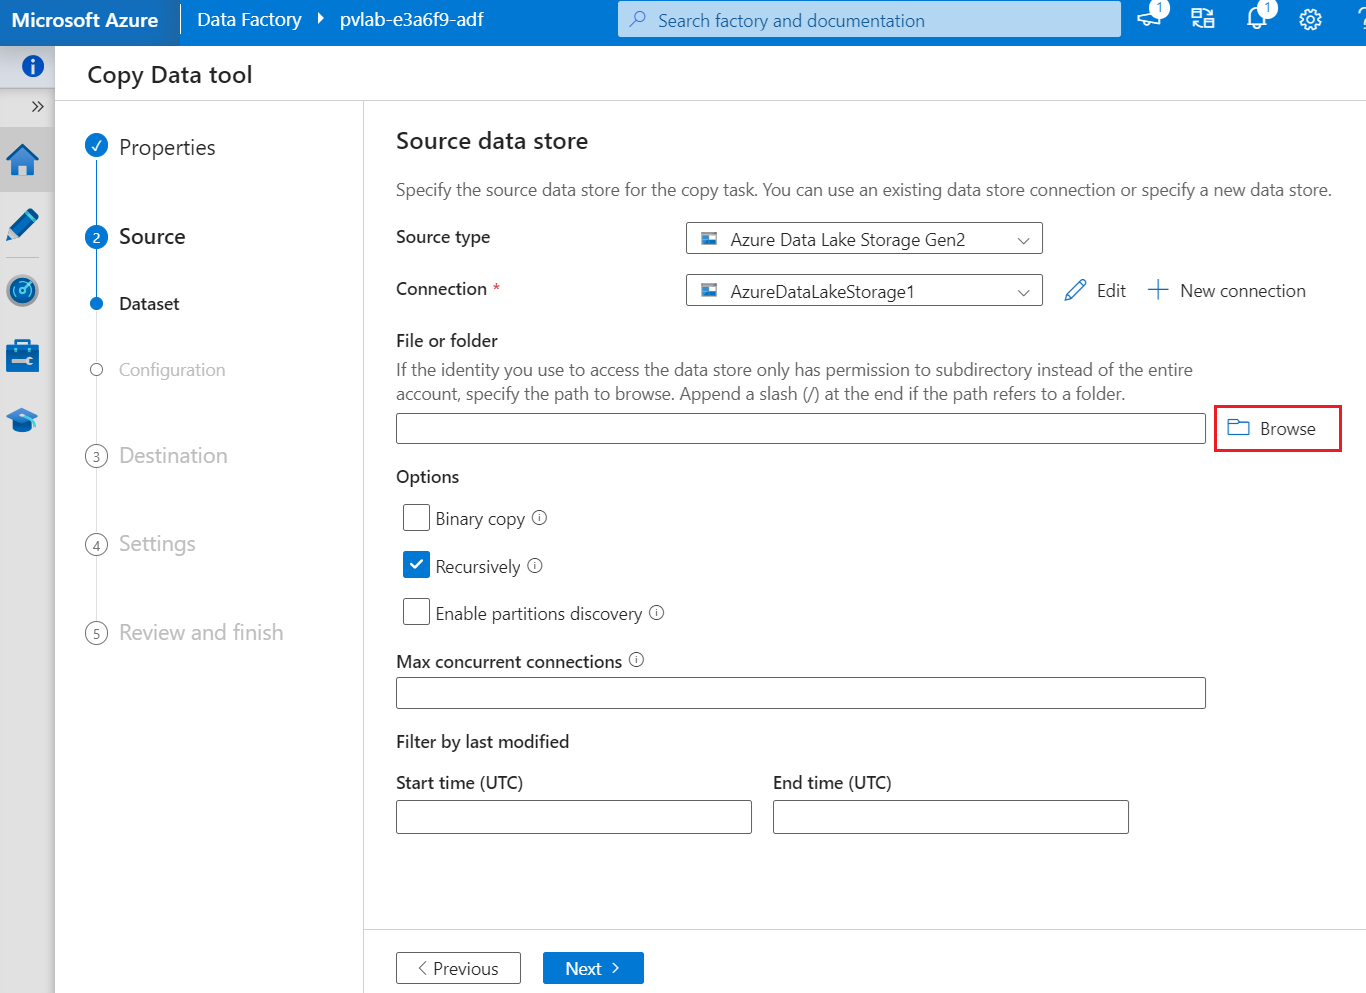 Microsoft Azure
Data Factory
pvlab-e3a6f9-adf
Search factory and documentation
1
1
Copy Data tool
Properties
2 Source
Dataset
Configuration
3 Destination
4 Settings
5 Review and finish
Source data store
Specify the source data store for the copy task. You can use an existing data store connection or specify a new data store.
Source type
Azure Data Lake Storage Gen2
Connection *
AzureDataLakeStorage1
Edit
New connection
File or folder
If the identity you use to access the data store only has permission to subdirectory instead of the entire
account, specify the path to browse. Append a slash (/) at the end if the path refers to a folder.
Browse
Options
Binary copy
Recursively
Enable partitions discovery
Max concurrent connections
Filter by last modified
Start time (UTC)
End time (UTC)
Previous
Next